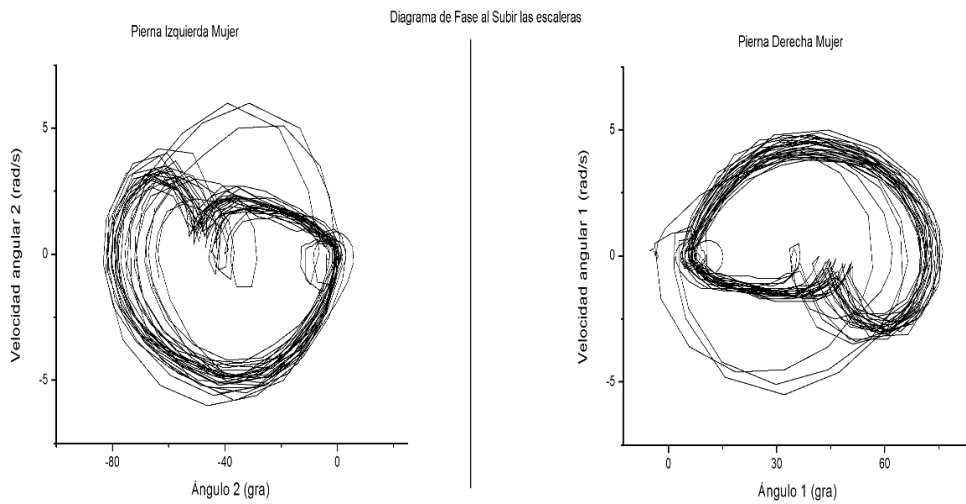 Diagrama de Fase al Subir las escaleras
Pierna Izquierda Mujer
Velocidad angular 2 (rad/s)
5
0
-5
-80
-40
0
Ángulo 2 (gra)
Pierna Derecha Mujer
Velocidad angular 1 (rad/s)
5
0
-5
0
30
60
Ángulo 1 (gra)